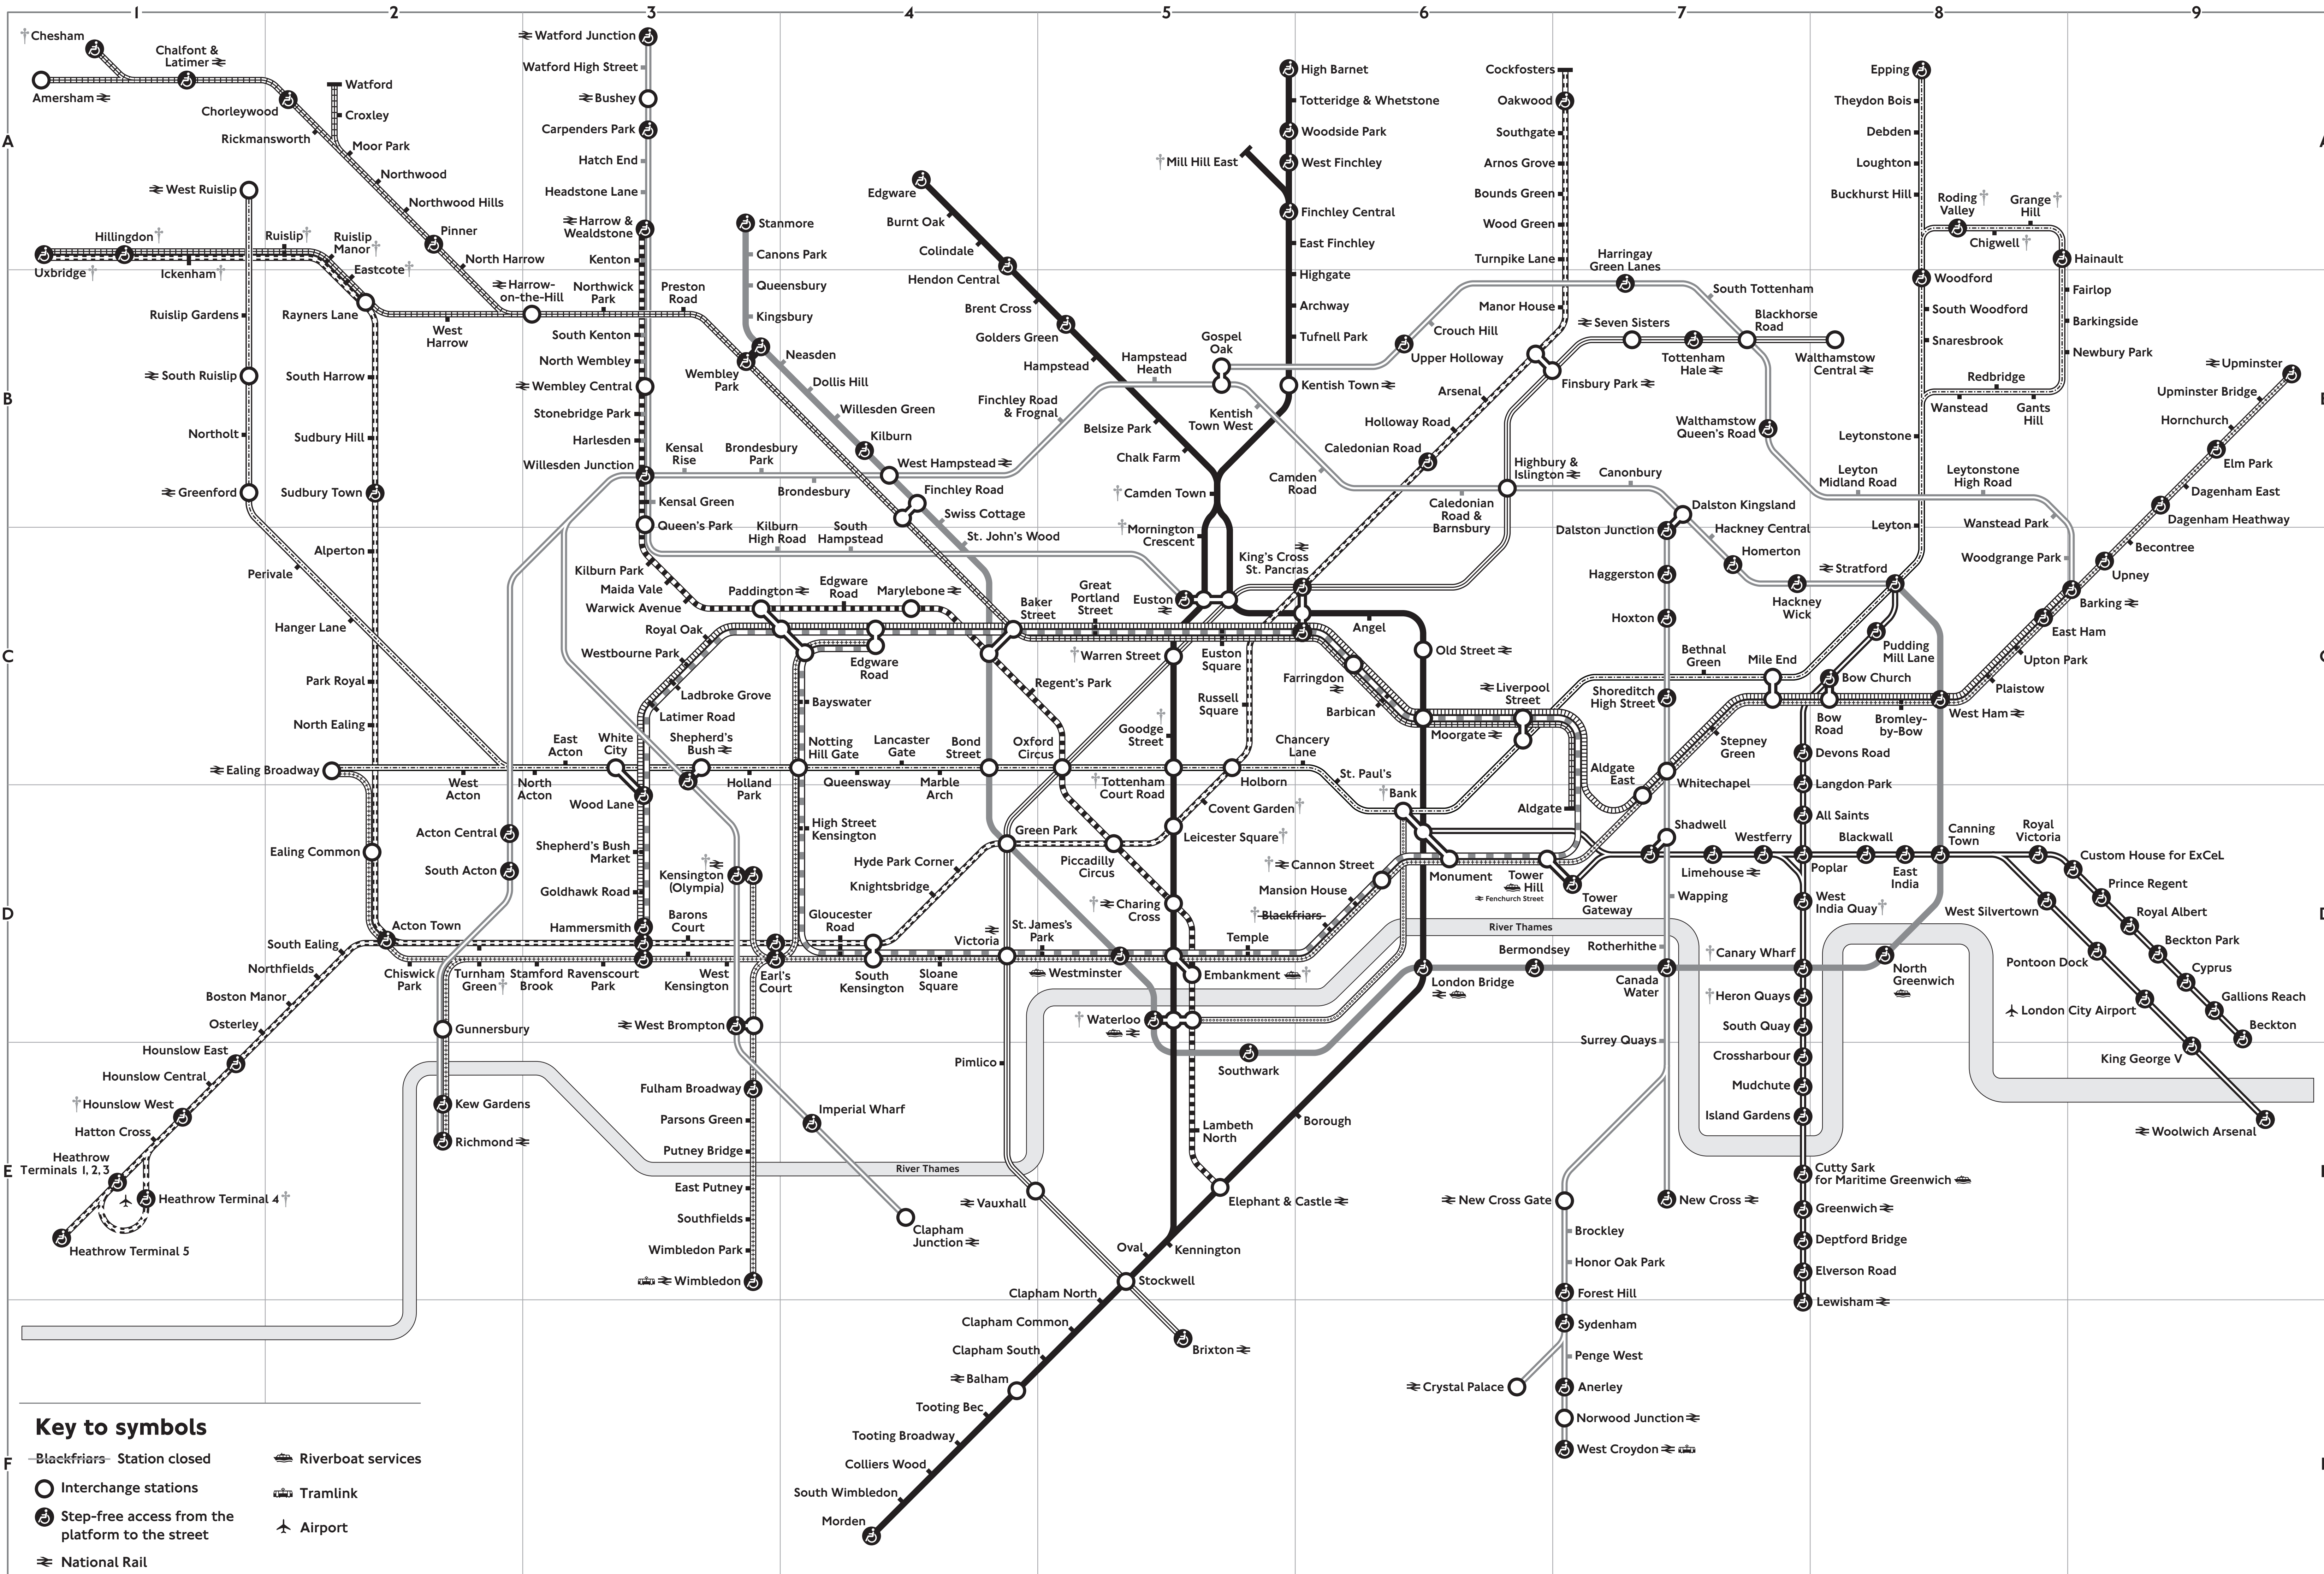 1 2 3 4 5 6 7 8 9
A
B
C
D
E
F
†Chesham
Chalfont &
Latimer
Amersham
Chorleywood
Rickmansworth
Watford
Croxley
Moor Park
Northwood
Northwood Hills
Pinner
North Harrow
Harrow-
on-the-Hill
Northwick
Park
Preston
Road
West Ruislip
Hillingdon†
Uxbridge†
Ickenham†
Ruislip†
Ruislip
Manor†
Eastcote†
Rayners Lane
West
Harrow
Ruislip Gardens
South Ruislip
Northolt
Greenford
Perivale
Hanger Lane
South Harrow
Sudbury Hill
Sudbury Town
Alperton
Park Royal
North Ealing
Ealing Broadway
Ealing Common
Watford Junction
Watford High Street
Bushey
Carpenders Park
Hatch End
Headstone Lane
Harrow &
Wealdstone
Kenton
South Kenton
North Wembley
Wembley Central
Stonebridge Park
Harlesden
Willesden Junction
Kensal Green
Queen's Park
Kilburn Park
Maida Vale
Warwick Avenue
Royal Oak
Westbourne Park
Ladbroke Grove
Latimer Road
Stanmore
Canons Park
Queensbury
Kingsbury
Wembley
Park
Neasden
Dollis Hill
Willesden Green
Kilburn
West Hampstead
Finchley Road
Swiss Cottage
St. John's Wood
Kensal
Rise
Brondesbury
Park
Brondesbury
Kilburn
High Road
South
Hampstead
Finchley Road
& Frognal
Hampstead
Heath
Gospel
Oak
Kentish
Town West
Camden
Road
Caledonian
Road &
Barnsbury
Edgware
Burnt Oak
Colindale
Hendon Central
Brent Cross
Golders Green
Hampstead
Belsize Park
Chalk Farm
†Camden Town
†Mornington
Crescent
Euston
High Barnet
Totteridge & Whetstone
Woodside Park
†Mill Hill East
West Finchley
Finchley Central
East Finchley
Highgate
Archway
Tufnell Park
Kentish Town
Cockfosters
Oakwood
Southgate
Arnos Grove
Bounds Green
Wood Green
Turnpike Lane
Manor House
Finsbury Park
Arsenal
Holloway Road
Caledonian Road
King's Cross
St. Pancras
Harringay
Green Lanes
South Tottenham
Crouch Hill
Upper Holloway
Seven Sisters
Tottenham
Hale
Blackhorse
Road
Walthamstow
Central
Walthamstow
Queen's Road
Leyton
Midland Road
Leytonstone
High Road
Wanstead Park
Woodgrange Park
Highbury &
Islington
Canonbury
Dalston Kingsland
Dalston Junction
Hackney Central
Homerton
Hackney
Wick
Stratford
Haggerston
Hoxton
Shoreditch
High Street
Epping
Theydon Bois
Debden
Loughton
Buckhurst Hill
Roding†
Valley
Grange†
Hill
Chigwell†
Hainault
Woodford
Fairlop
South Woodford
Barkingside
Snaresbrook
Newbury Park
Redbridge
Wanstead
Gants
Hill
Leytonstone
Leyton
Upminster
Upminster Bridge
Hornchurch
Elm Park
Dagenham East
Dagenham Heathway
Becontree
Upney
Barking
East Ham
Upton Park
Plaistow
West Ham
Bromley-
by-Bow
Bow
Road
Bow Church
Pudding
Mill Lane
Mile End
Bethnal
Green
Stepney
Green
Whitechapel
Paddington
Edgware
Road
Marylebone
Edgware
Road
Baker
Street
Great
Portland
Street
Euston
Square
†Warren Street
Regent's Park
Russell
Square
†
Goodge
Street
Angel
Old Street
Farringdon
Barbican
Moorgate
Liverpool
Street
Aldgate
East
Aldgate
East
Acton
White
City
Shepherd's
Bush
Holland
Park
Notting
Hill Gate
Queensway
Lancaster
Gate
Marble
Arch
Bond
Street
Oxford
Circus
†Tottenham
Court Road
Holborn
Chancery
Lane
St. Paul's
†Bank
West
Acton
North
Acton
Bayswater
Wood Lane
Shepherd's Bush
Market
Goldhawk Road
Hammersmith
High Street
Kensington
Acton Central
South Acton
Acton Town
†
Kensington
(Olympia)
Barons
Court
Gloucester
Road
Hyde Park Corner
Knightsbridge
Green Park
Piccadilly
Circus
Covent Garden†
Leicester Square†
†Charing
Cross
†Cannon Street
Mansion House
†Blackfriars
Monument
Tower
Hill
Fenchurch Street
Tower
Gateway
Shadwell
Wapping
Rotherhithe
Limehouse
Westferry
Poplar
Blackwall
East
India
Canning
Town
Royal
Victoria
Custom House for ExCeL
Prince Regent
Royal Albert
Beckton Park
Cyprus
Gallions Reach
Beckton
West Silvertown
Pontoon Dock
London City Airport
King George V
Woolwich Arsenal
Devons Road
Langdon Park
All Saints
West
India Quay†
†Canary Wharf
†Heron Quays
South Quay
Crossharbour
Mudchute
Island Gardens
Cutty Sark
for Maritime Greenwich
Greenwich
Deptford Bridge
Elverson Road
Lewisham
North
Greenwich
Canada
Water
Bermondsey
London Bridge
Southwark
†Waterloo
Surrey Quays
New Cross Gate
New Cross
Brockley
Honor Oak Park
Forest Hill
Sydenham
Penge West
Crystal Palace
Anerley
Norwood Junction
West Croydon
South Ealing
Northfields
Boston Manor
Osterley
Hounslow East
Hounslow Central
†Hounslow West
Hatton Cross
Heathrow
Terminals 1, 2, 3
Heathrow Terminal 4†
Heathrow Terminal 5
Chiswick
Park
Turnham
Green†
Stamford
Brook
Ravenscourt
Park
West
Kensington
Earl's
Court
South
Kensington
Sloane
Square
Victoria
St. James's
Park
Westminster
Temple
Embankment†
Gunnersbury
Kew Gardens
Richmond
West Brompton
Fulham Broadway
Parsons Green
Putney Bridge
East Putney
Southfields
Wimbledon Park
Wimbledon
Imperial Wharf
Clapham
Junction
Pimlico
Vauxhall
Lambeth
North
Elephant & Castle
Borough
Kennington
Oval
Stockwell
Brixton
Clapham North
Clapham Common
Clapham South
Balham
Tooting Bec
Tooting Broadway
Colliers Wood
South Wimbledon
Morden
River Thames
River Thames
Key to symbols
Blackfriars Station closed
Interchange stations
Step-free access from the
platform to the street
National Rail
Riverboat services
Tramlink
Airport